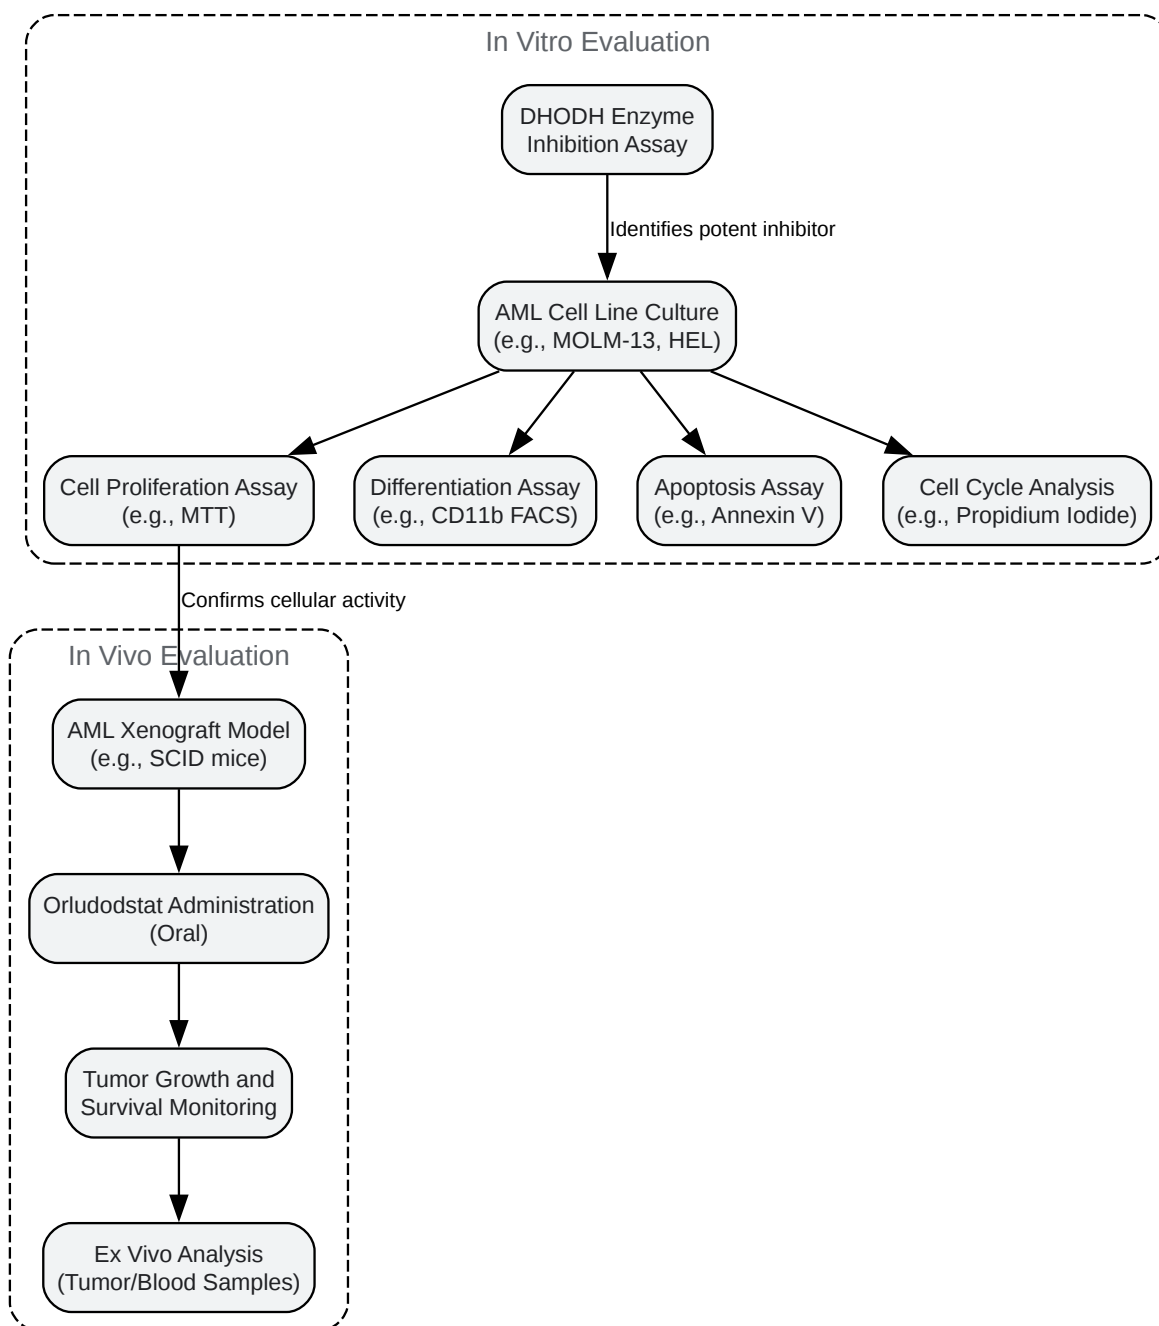 In Vitro Evaluation
DHODH Enzyme
Inhibition Assay
Identifies potent inhibitor
AML Cell Line Culture
(e.g., MOLM-13, HEL)
Cell Proliferation Assay
(e.g., MTT)
Differentiation Assay
(e.g., CD11b FACS)
Apoptosis Assay
(e.g., Annexin V)
Cell Cycle Analysis
(e.g., Propidium Iodide)
Confirms cellular activity
In Vivo Evaluation
AML Xenograft Model
(e.g., SCID mice)
Orludodstat Administration
(Oral)
Tumor Growth and
Survival Monitoring
Ex Vivo Analysis
(Tumor/Blood Samples)